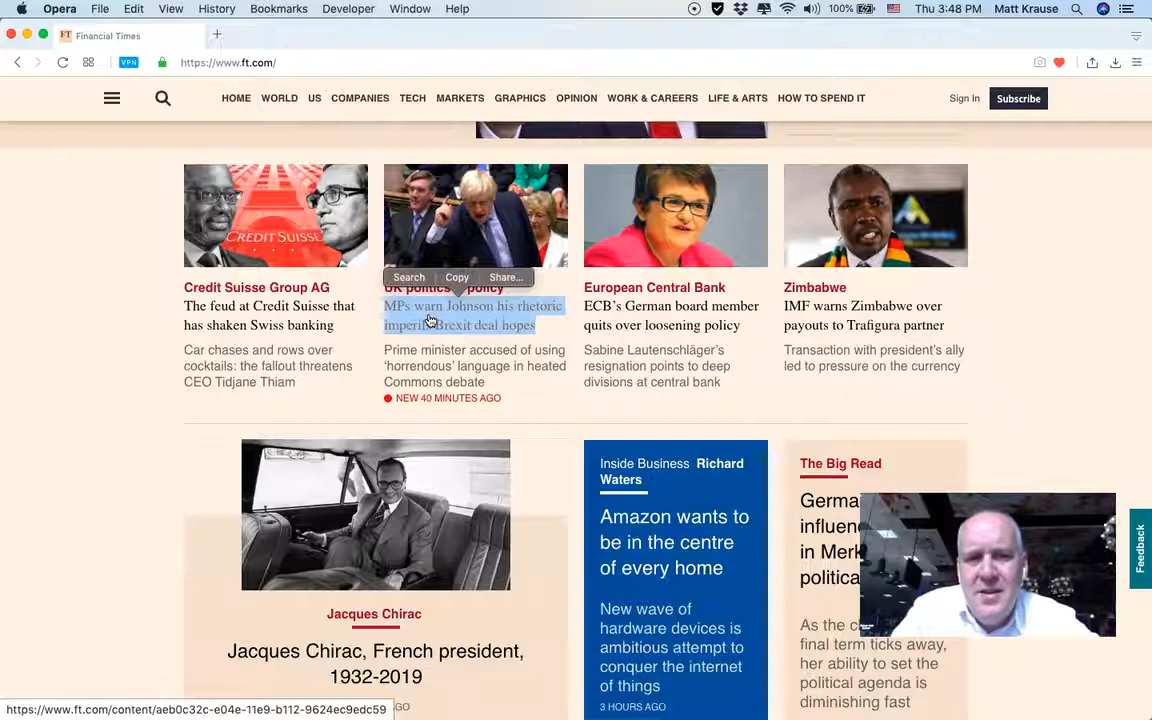 Opera File Edit View History Bookmarks Developer Window Help 100% Thu 3:48 PM Matt Krause
FT Financial Times
VPN https://www.ft.com/
HOME WORLD US COMPANIES TECH MARKETS GRAPHICS OPINION WORK & CAREERS LIFE & ARTS HOW TO SPEND IT Sign In Subscribe
CREDIT SUISSE
Search Copy Share...
Credit Suisse Group AG
The feud at Credit Suisse that
has shaken Swiss banking
Car chases and rows over
cocktails: the fallout threatens
CEO Tidjane Thiam
UK politics policy
MPs warn Johnson his rhetoric
Brexit deal hopes
Prime minister accused of using
‘horrendous’ language in heated
Commons debate
NEW 40 MINUTES AGO
European Central Bank
ECB’s German board member
quits over loosening policy
Sabine Lautenschläger’s
resignation points to deep
divisions at central bank
Zimbabwe
IMF warns Zimbabwe over
payouts to Trafigura partner
Transaction with president’s ally
led to pressure on the currency
Jacques Chirac
Jacques Chirac, French president,
1932-2019
AGO
Inside Business Richard
Waters
Amazon wants to
be in the centre
of every home
New wave of
hardware devices is
ambitious attempt to
conquer the internet
of things
3 HOURS AGO
The Big Read
Germa
influen
in Merk
politica
As the c
final term ticks away,
her ability to set the
political agenda is
diminishing fast
Feedback
https://www.ft.com/content/aeb0c32c-e04e-11e9-b112-9624ec9edc59